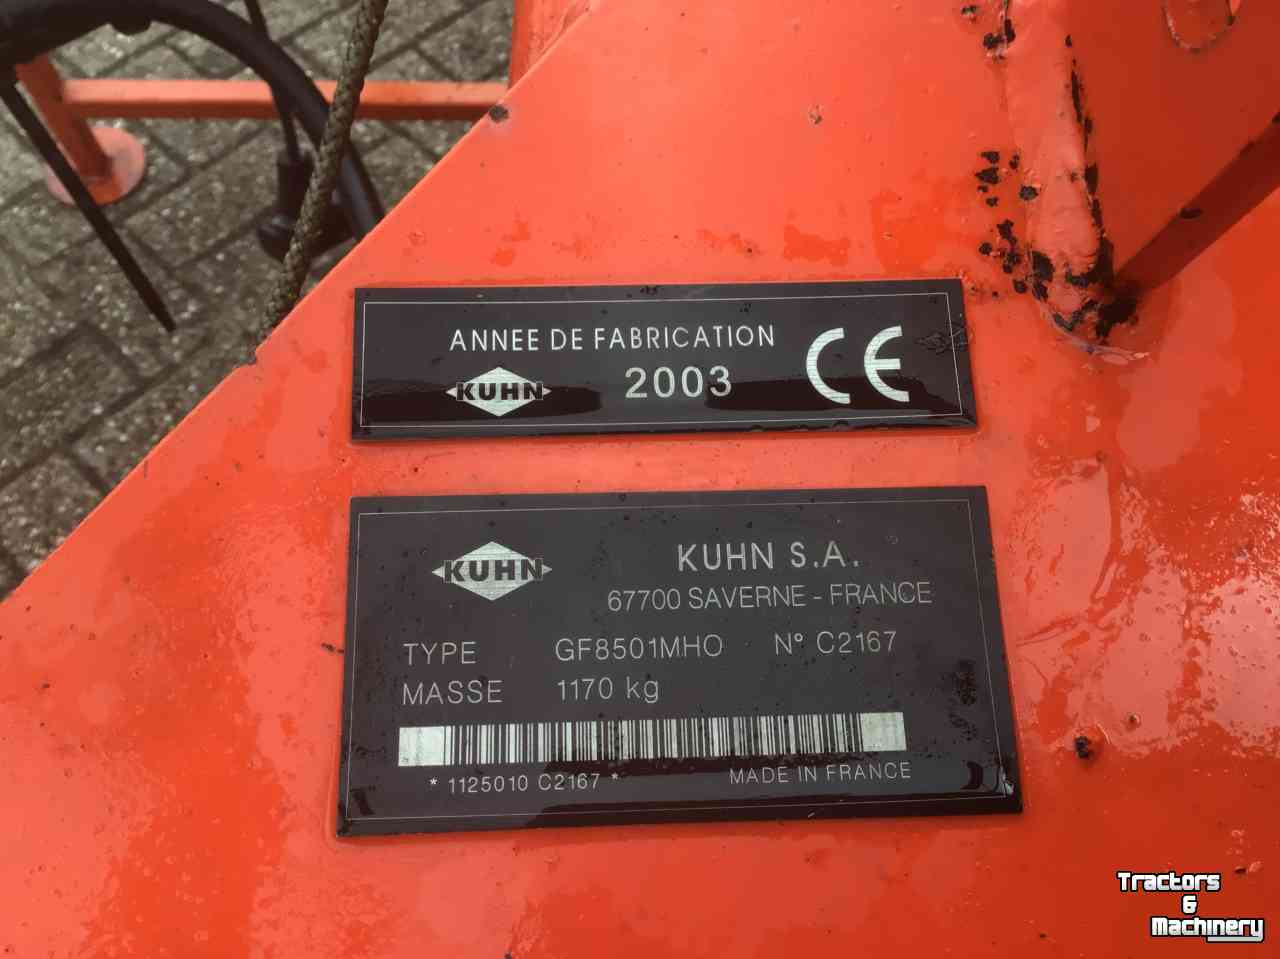 ANNEE DE FABRICATION
KUHN 2003 CE
KUHN KUHN S.A.
67700 SAVERNE - FRANCE
TYPE GF8501MHO N° C2167
MASSE 1170 kg
* 1125010 C2167 * MADE IN FRANCE
Tractors
&
Machinery